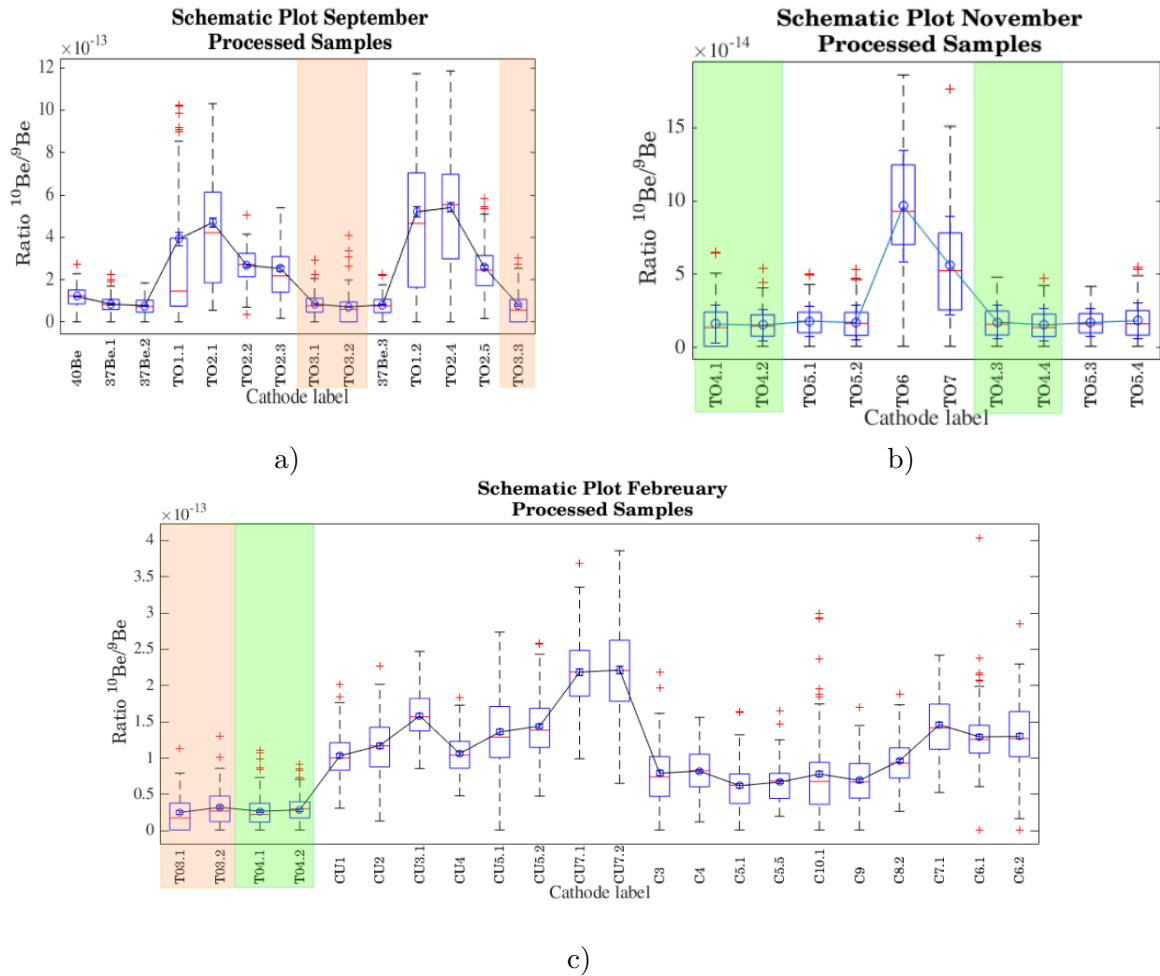 Schematic Plot September
Processed Samples
×10⁻¹³
12
10
8
6
4
2
0
Ratio ¹⁰Be/⁹Be
40Be
37Be.1
37Be.2
TO1.1
TO2.1
TO2.2
TO2.3
TO3.1
TO3.2
37Be.3
TO1.2
TO2.4
TO2.5
TO3.3
Cathode label
a)
Schematic Plot November
Processed Samples
×10⁻¹⁴
15
10
5
0
Ratio ¹⁰Be/⁹Be
TO4.1
TO4.2
TO5.1
TO5.2
TO6
TO7
TO4.3
TO4.4
TO5.3
TO5.4
Cathode label
b)
Schematic Plot Febreuary
Processed Samples
×10⁻¹³
4
3.5
3
2.5
2
1.5
1
0.5
0
Ratio ¹⁰Be/⁹Be
T03.1
T03.2
T04.1
T04.2
CU1
CU2
CU3.1
CU4
CU5.1
CU5.2
CU7.1
CU7.2
C3
C4
C5.1
C5.5
C10.1
C9
C8.2
C7.1
C6.1
C6.2
Cathode label
c)